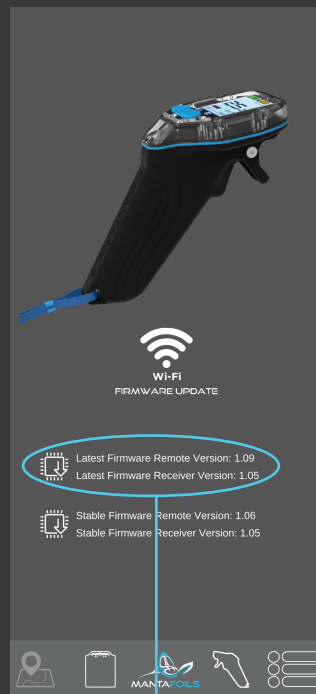 Wi-Fi
FIRMWARE UPDATE
Latest Firmware Remote Version: 1.09
Latest Firmware Receiver Version: 1.05
Stable Firmware Remote Version: 1.06
Stable Firmware Receiver Version: 1.05
MANTAFOILS